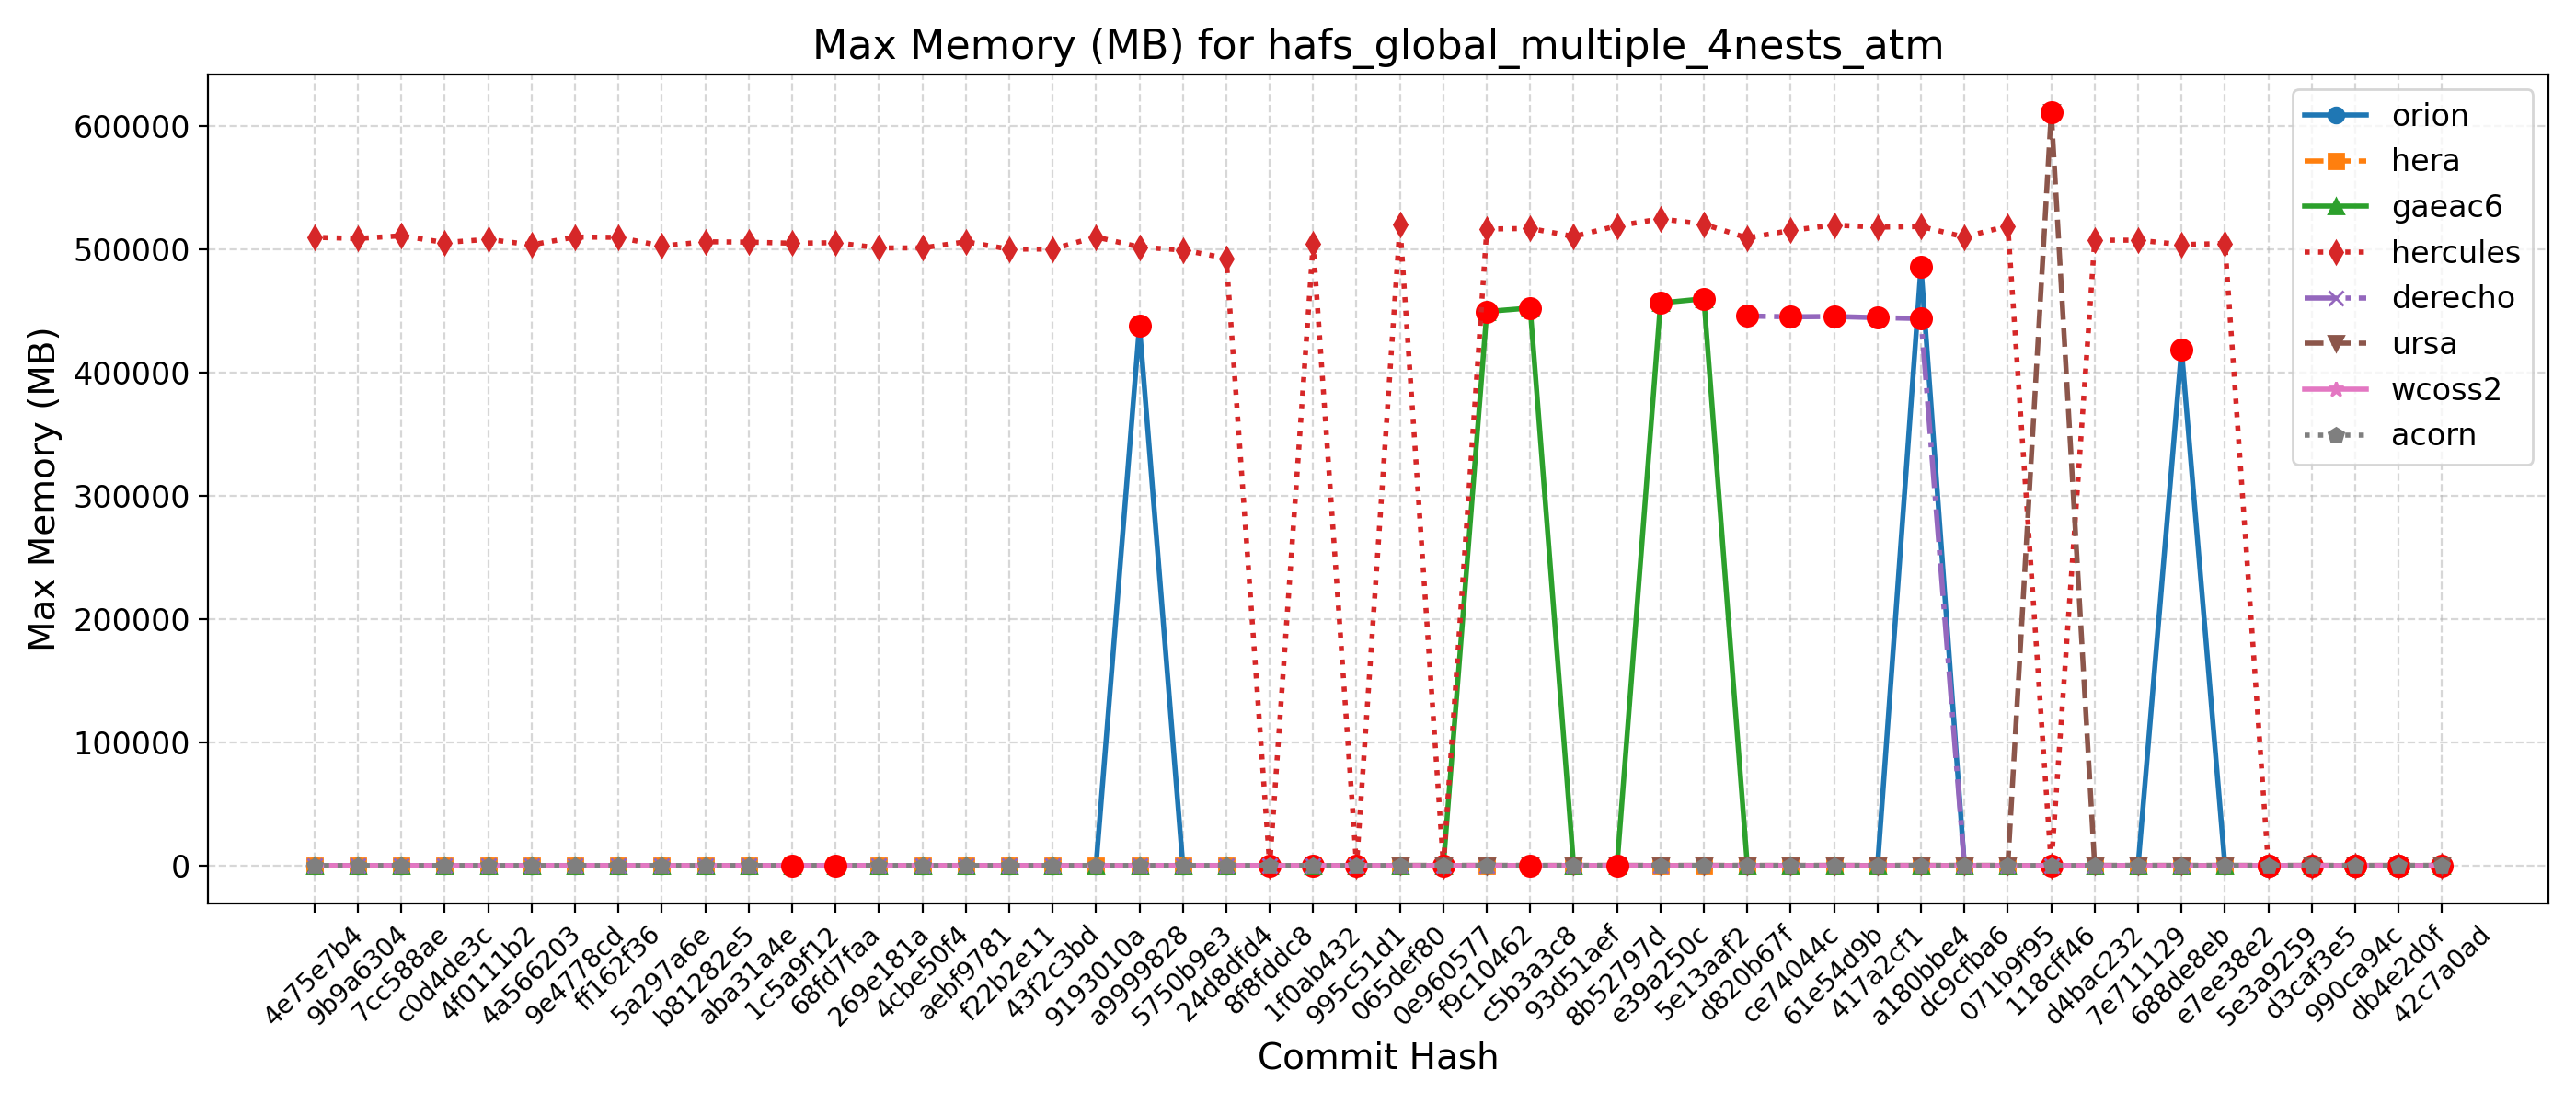 Max Memory (MB) for hafs_global_multiple_4nests_atm
Max Memory (MB)
600000
500000
400000
300000
200000
100000
0
orion
hera
gaeac6
hercules
derecho
ursa
wcoss2
acorn
4e75e7b4
9b9a6304
7cc588ae
c0d4de3c
4f0111b2
4a566203
9e4778cd
ff162f36
5a297a6e
b81282e5
aba31a4e
1c5a9f12
68fd7faa
269e181a
4cbe50f4
aebf9781
f22b2e11
43f2c3bd
9193010a
a9999828
5750b9e3
24d8dfd4
8f8fddc8
1f0ab432
995c51d1
065def80
0e960577
f9c10462
c5b3a3c8
93d51aef
8b52797d
e39a250c
5e13aaf2
d820b67f
ce74044c
61e54d9b
417a2cf1
a180bbe4
dc9cfba6
071b9f95
118cff46
d4bac232
7e711129
688de8eb
e7ee38e2
5e3a9259
d3caf3e5
990ca94c
db4e2d0f
42c7a0ad
Commit Hash